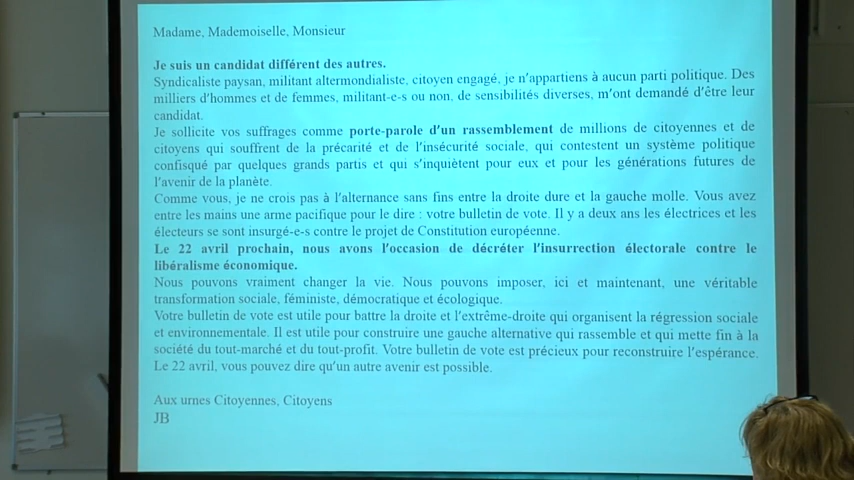 Madame, Mademoiselle, Monsieur
Je suis un candidat différent des autres.
Syndicaliste paysan, militant altermondialiste, citoyen engagé, je n'appartiens à aucun parti politique. Des
milliers d'hommes et de femmes, militant-e-s ou non, de sensibilités diverses, m'ont demandé d'être leur
candidat.
Je sollicite vos suffrages comme porte-parole d'un rassemblement de millions de citoyennes et de
citoyens qui souffrent de la précarité et de l'insécurité sociale, qui contestent un système politique
confisqué par quelques grands partis et qui s'inquiètent pour eux et pour les générations futures de
l'avenir de la planète.
Comme vous, je ne crois pas à l'alternance sans fins entre la droite dure et la gauche molle. Vous avez
entre les mains une arme pacifique pour le dire : votre bulletin de vote. Il y a deux ans les électrices et les
électeurs se sont insurgé-e-s contre le projet de Constitution européenne.
Le 22 avril prochain, nous avons l'occasion de décréter l'insurrection électorale contre le
libéralisme économique.
Nous pouvons vraiment changer la vie. Nous pouvons imposer, ici et maintenant, une véritable
transformation sociale, féministe, démocratique et écologique.
Votre bulletin de vote est utile pour battre la droite et l'extrême-droite qui organisent la régression sociale
et environnementale. Il est utile pour construire une gauche alternative qui rassemble et qui mette fin à la
société du tout-marché et du tout-profit. Votre bulletin de vote est précieux pour reconstruire l'espérance.
Le 22 avril, vous pouvez dire qu'un autre avenir est possible.
Aux urnes Citoyennes, Citoyens
JB